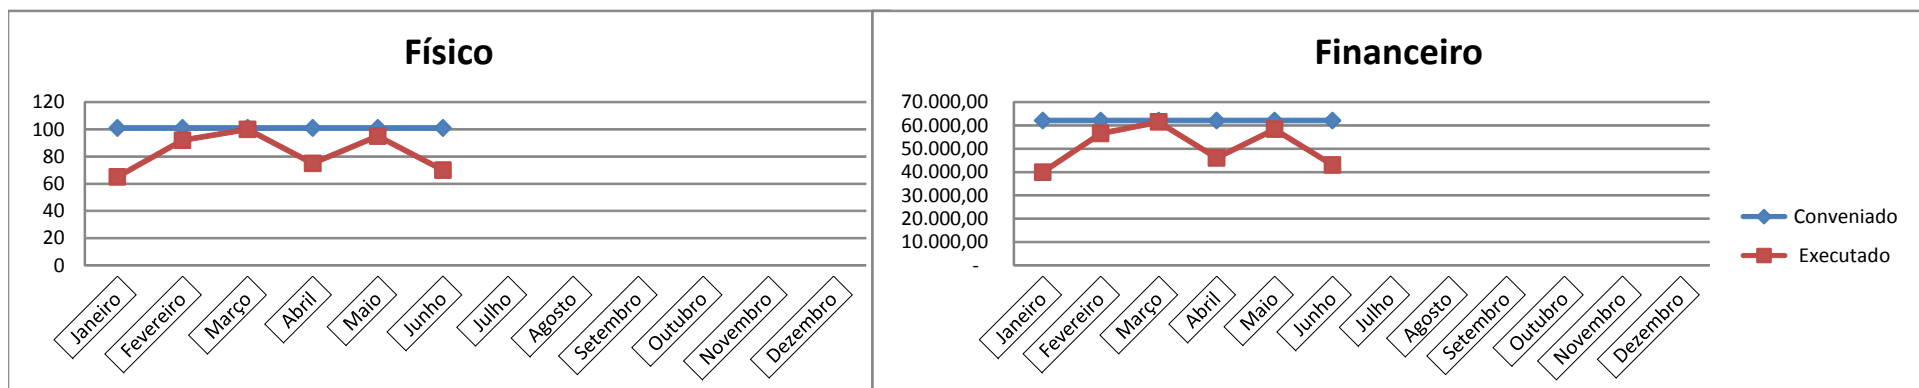 Físico
120
100
80
60
40
20
0
Janeiro
Fevereiro
Março
Abril
Maio
Junho
Julho
Agosto
Setembro
Outubro
Novembro
Dezembro
Financeiro
70.000,00
60.000,00
50.000,00
40.000,00
30.000,00
20.000,00
10.000,00
-
Janeiro
Fevereiro
Março
Abril
Maio
Junho
Julho
Agosto
Setembro
Outubro
Novembro
Dezembro
Conveniado
Executado